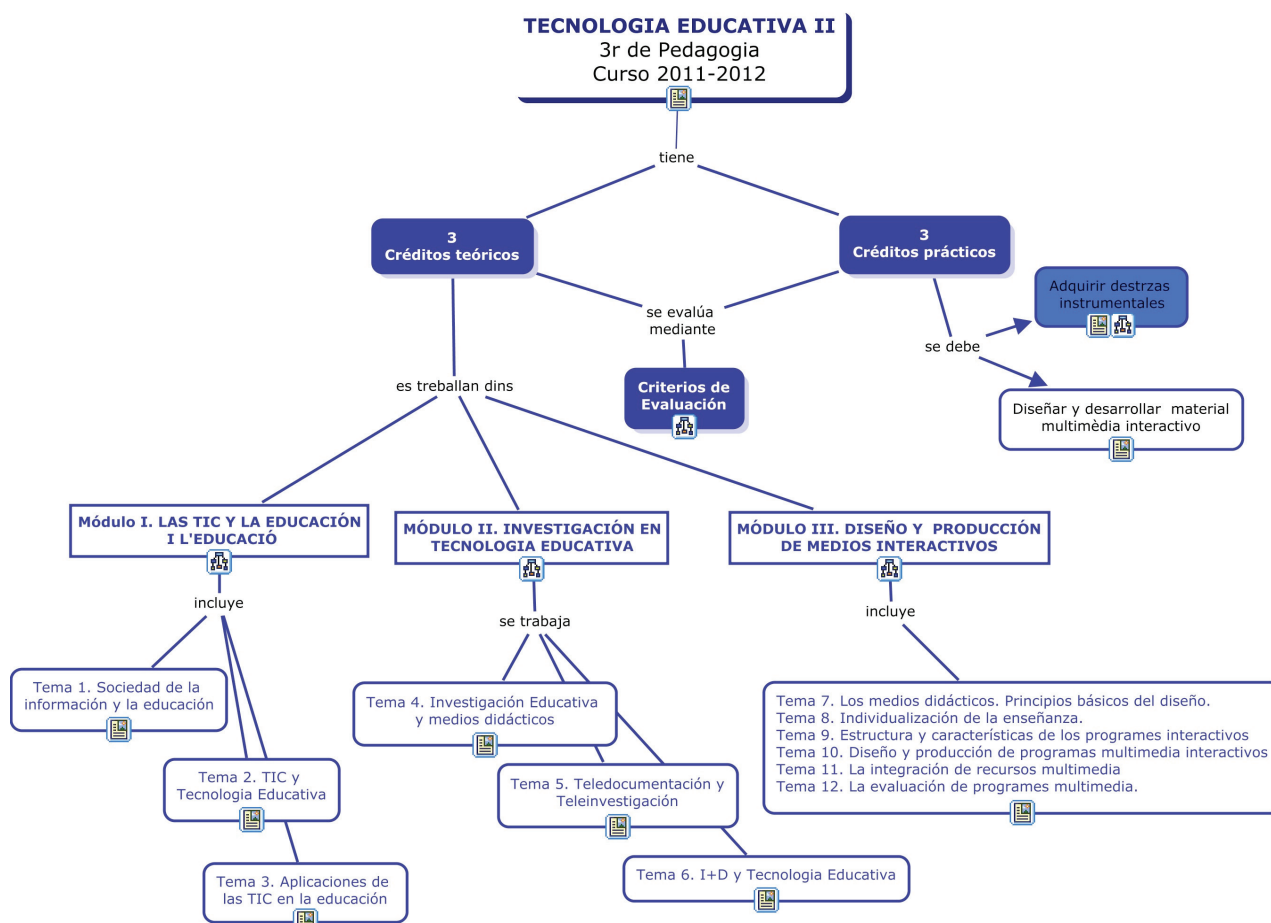 TECNOLOGIA EDUCATIVA II
3r de Pedagogia
Curso 2011-2012
tiene
3
Créditos teóricos
3
Créditos prácticos
se evalúa
mediante
Adquirir destrzas
instrumentales
se debe
es treballan dins
Criterios de
Evaluación
Diseñar y desarrollar material
multimèdia interactivo
Módulo I. LAS TIC Y LA EDUCACIÓN
I L'EDUCACIÓ
MÓDULO II. INVESTIGACIÓN EN
TECNOLOGIA EDUCATIVA
MÓDULO III. DISEÑO Y PRODUCCIÓN
DE MEDIOS INTERACTIVOS
incluye
se trabaja
incluye
Tema 1. Sociedad de la
información y la educación
Tema 2. TIC y
Tecnologia Educativa
Tema 3. Aplicaciones de
las TIC en la educación
Tema 4. Investigación Educativa
y medios didácticos
Tema 5. Teledocumentación y
Teleinvestigación
Tema 6. I+D y Tecnologia Educativa
Tema 7. Los medios didácticos. Principios básicos del diseño.
Tema 8. Individualización de la enseñanza.
Tema 9. Estructura y características de los programes interactivos
Tema 10. Diseño y producción de programas multimedia interactivos
Tema 11. La integración de recursos multimedia
Tema 12. La evaluación de programes multimedia.